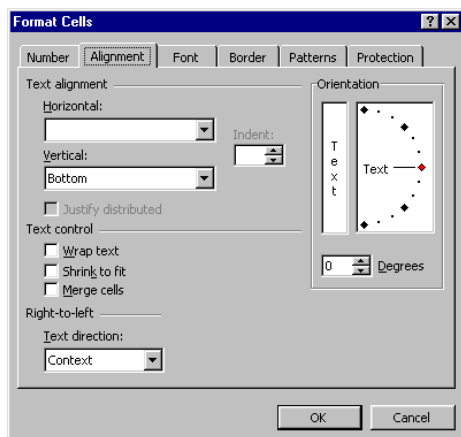 Format Cells
Number Alignment Font Border Patterns Protection
Text alignment
Horizontal:
Indent:
Vertical:
Bottom
Justify distributed
Text control
Wrap text
Shrink to fit
Merge cells
Right-to-left
Text direction:
Context
Orientation
Text
Text
0 Degrees
OK Cancel